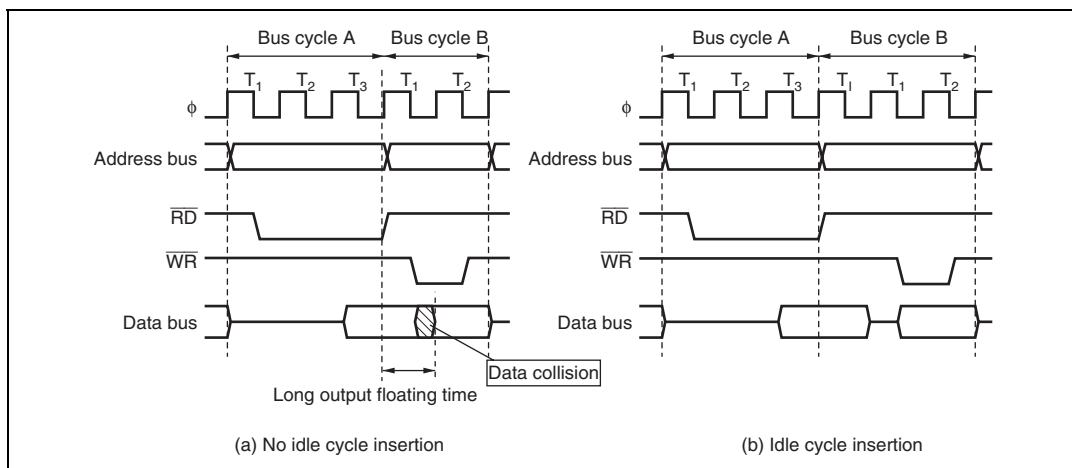 Bus cycle A Bus cycle B
T1 T2 T3 T1 T2
ϕ
Address bus
RD
WR
Data bus
Data collision
Long output floating time
(a) No idle cycle insertion
Bus cycle A Bus cycle B
T1 T2 T3 TI T1 T2
ϕ
Address bus
RD
WR
Data bus
(b) Idle cycle insertion